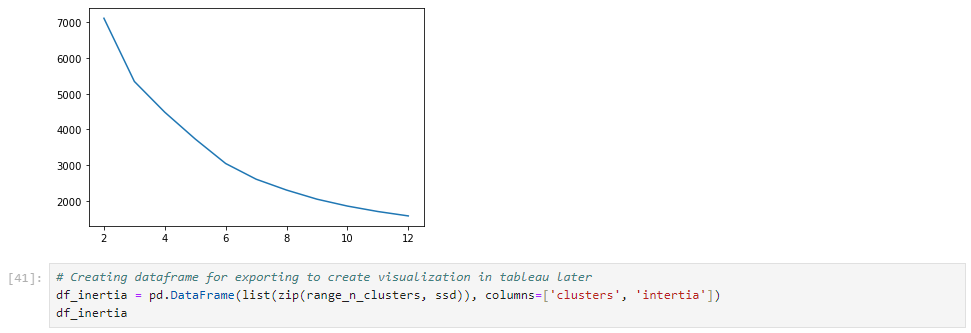 7000
6000
5000
4000
3000
2000
2 4 6 8 10 12
[41]: # Creating dataframe for exporting to create visualization in tableau later
df_inertia = pd.DataFrame(list(zip(range_n_clusters, ssd)), columns=['clusters', 'intertia'])
df_inertia